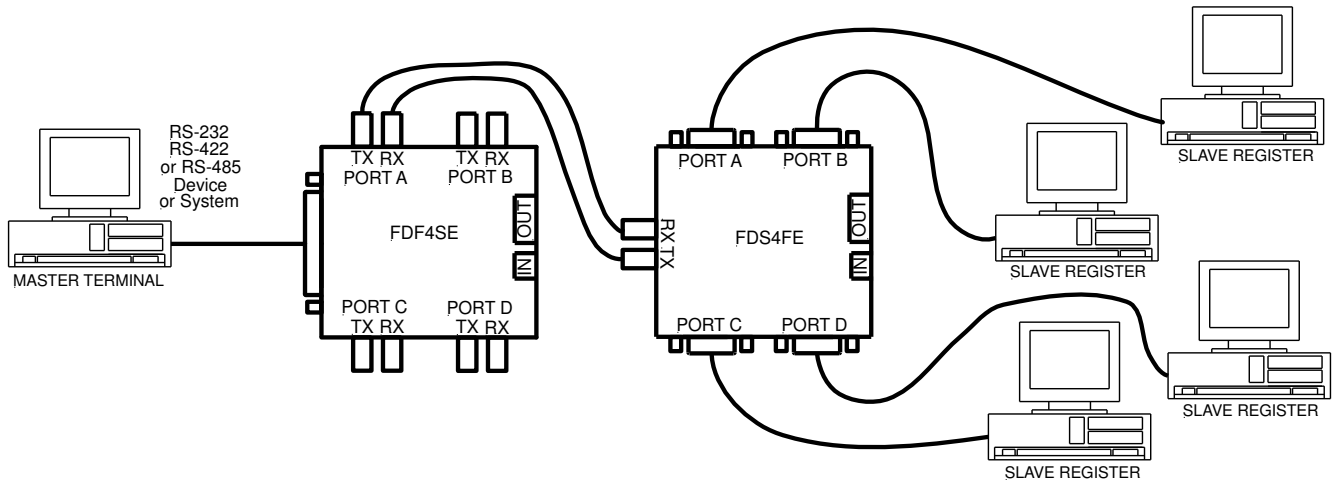 RS-232
RS-422
or RS-485
Device
or System
MASTER TERMINAL
TX RX
PORT A
TX RX
PORT B
FDF4SE
OUT
IN
PORT C
TX RX
PORT D
TX RX
PORT A
PORT B
RX
TX
FDS4FE
OUT
IN
PORT C
PORT D
SLAVE REGISTER
SLAVE REGISTER
SLAVE REGISTER
SLAVE REGISTER